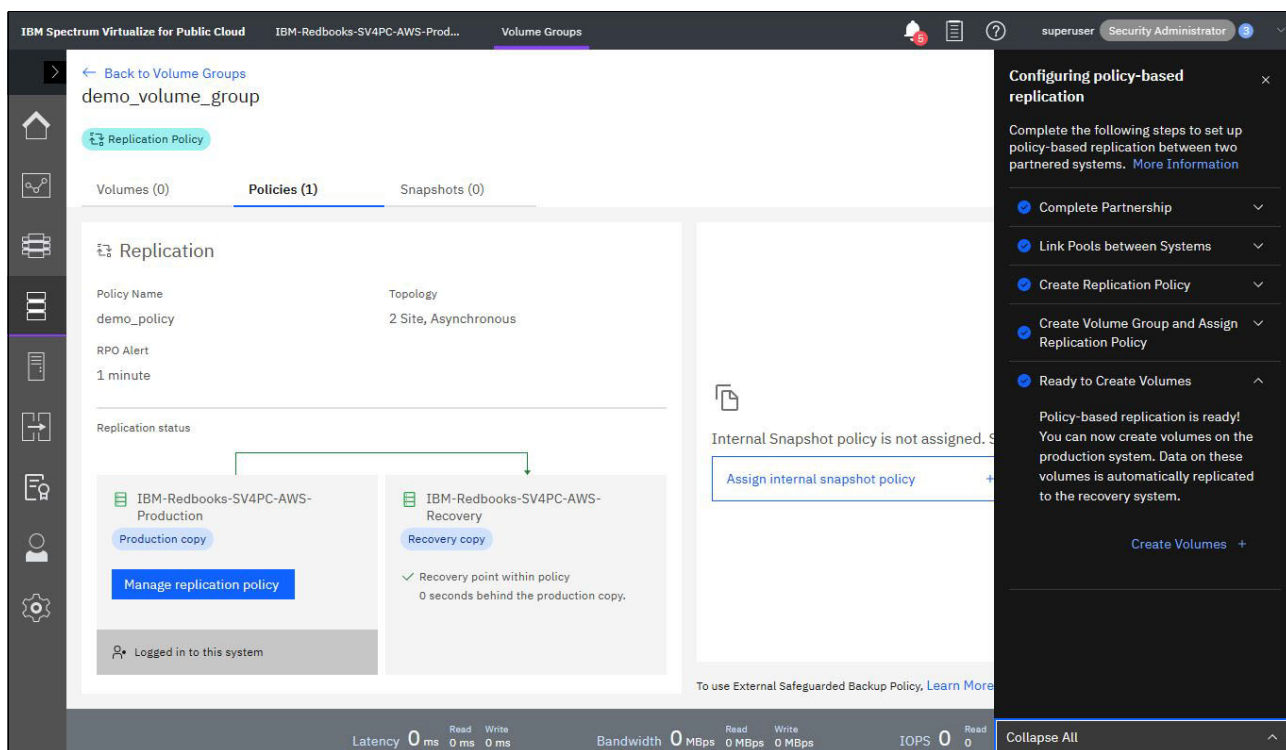 IBM Spectrum Virtualize for Public Cloud
IBM-Redbooks-SV4PC-AWS-Prod...
Volume Groups
5
superuser
Security Administrator
3
← Back to Volume Groups
demo_volume_group
Replication Policy
Volumes (0)
Policies (1)
Snapshots (0)
Replication
Policy Name
Topology
demo_policy
2 Site, Asynchronous
RPO Alert
1 minute
Replication status
IBM-Redbooks-SV4PC-AWS-
Production
Production copy
Manage replication policy
Logged in to this system
IBM-Redbooks-SV4PC-AWS-
Recovery
Recovery copy
Recovery point within policy
0 seconds behind the production copy.
Internal Snapshot policy is not assigned. S
Assign internal snapshot policy +
To use External Safeguarded Backup Policy, Learn More
Configuring policy-based
replication
Complete the following steps to set up
policy-based replication between two
partnered systems. More Information
Complete Partnership
Link Pools between Systems
Create Replication Policy
Create Volume Group and Assign
Replication Policy
Ready to Create Volumes
Policy-based replication is ready!
You can now create volumes on the
production system. Data on these
volumes is automatically replicated
to the recovery system.
Create Volumes +
Collapse All
Latency 0 ms
Read Write
0 ms 0 ms
Bandwidth 0 MBps
Read Write
0 MBps 0 MBps
IOPS 0
Read
0